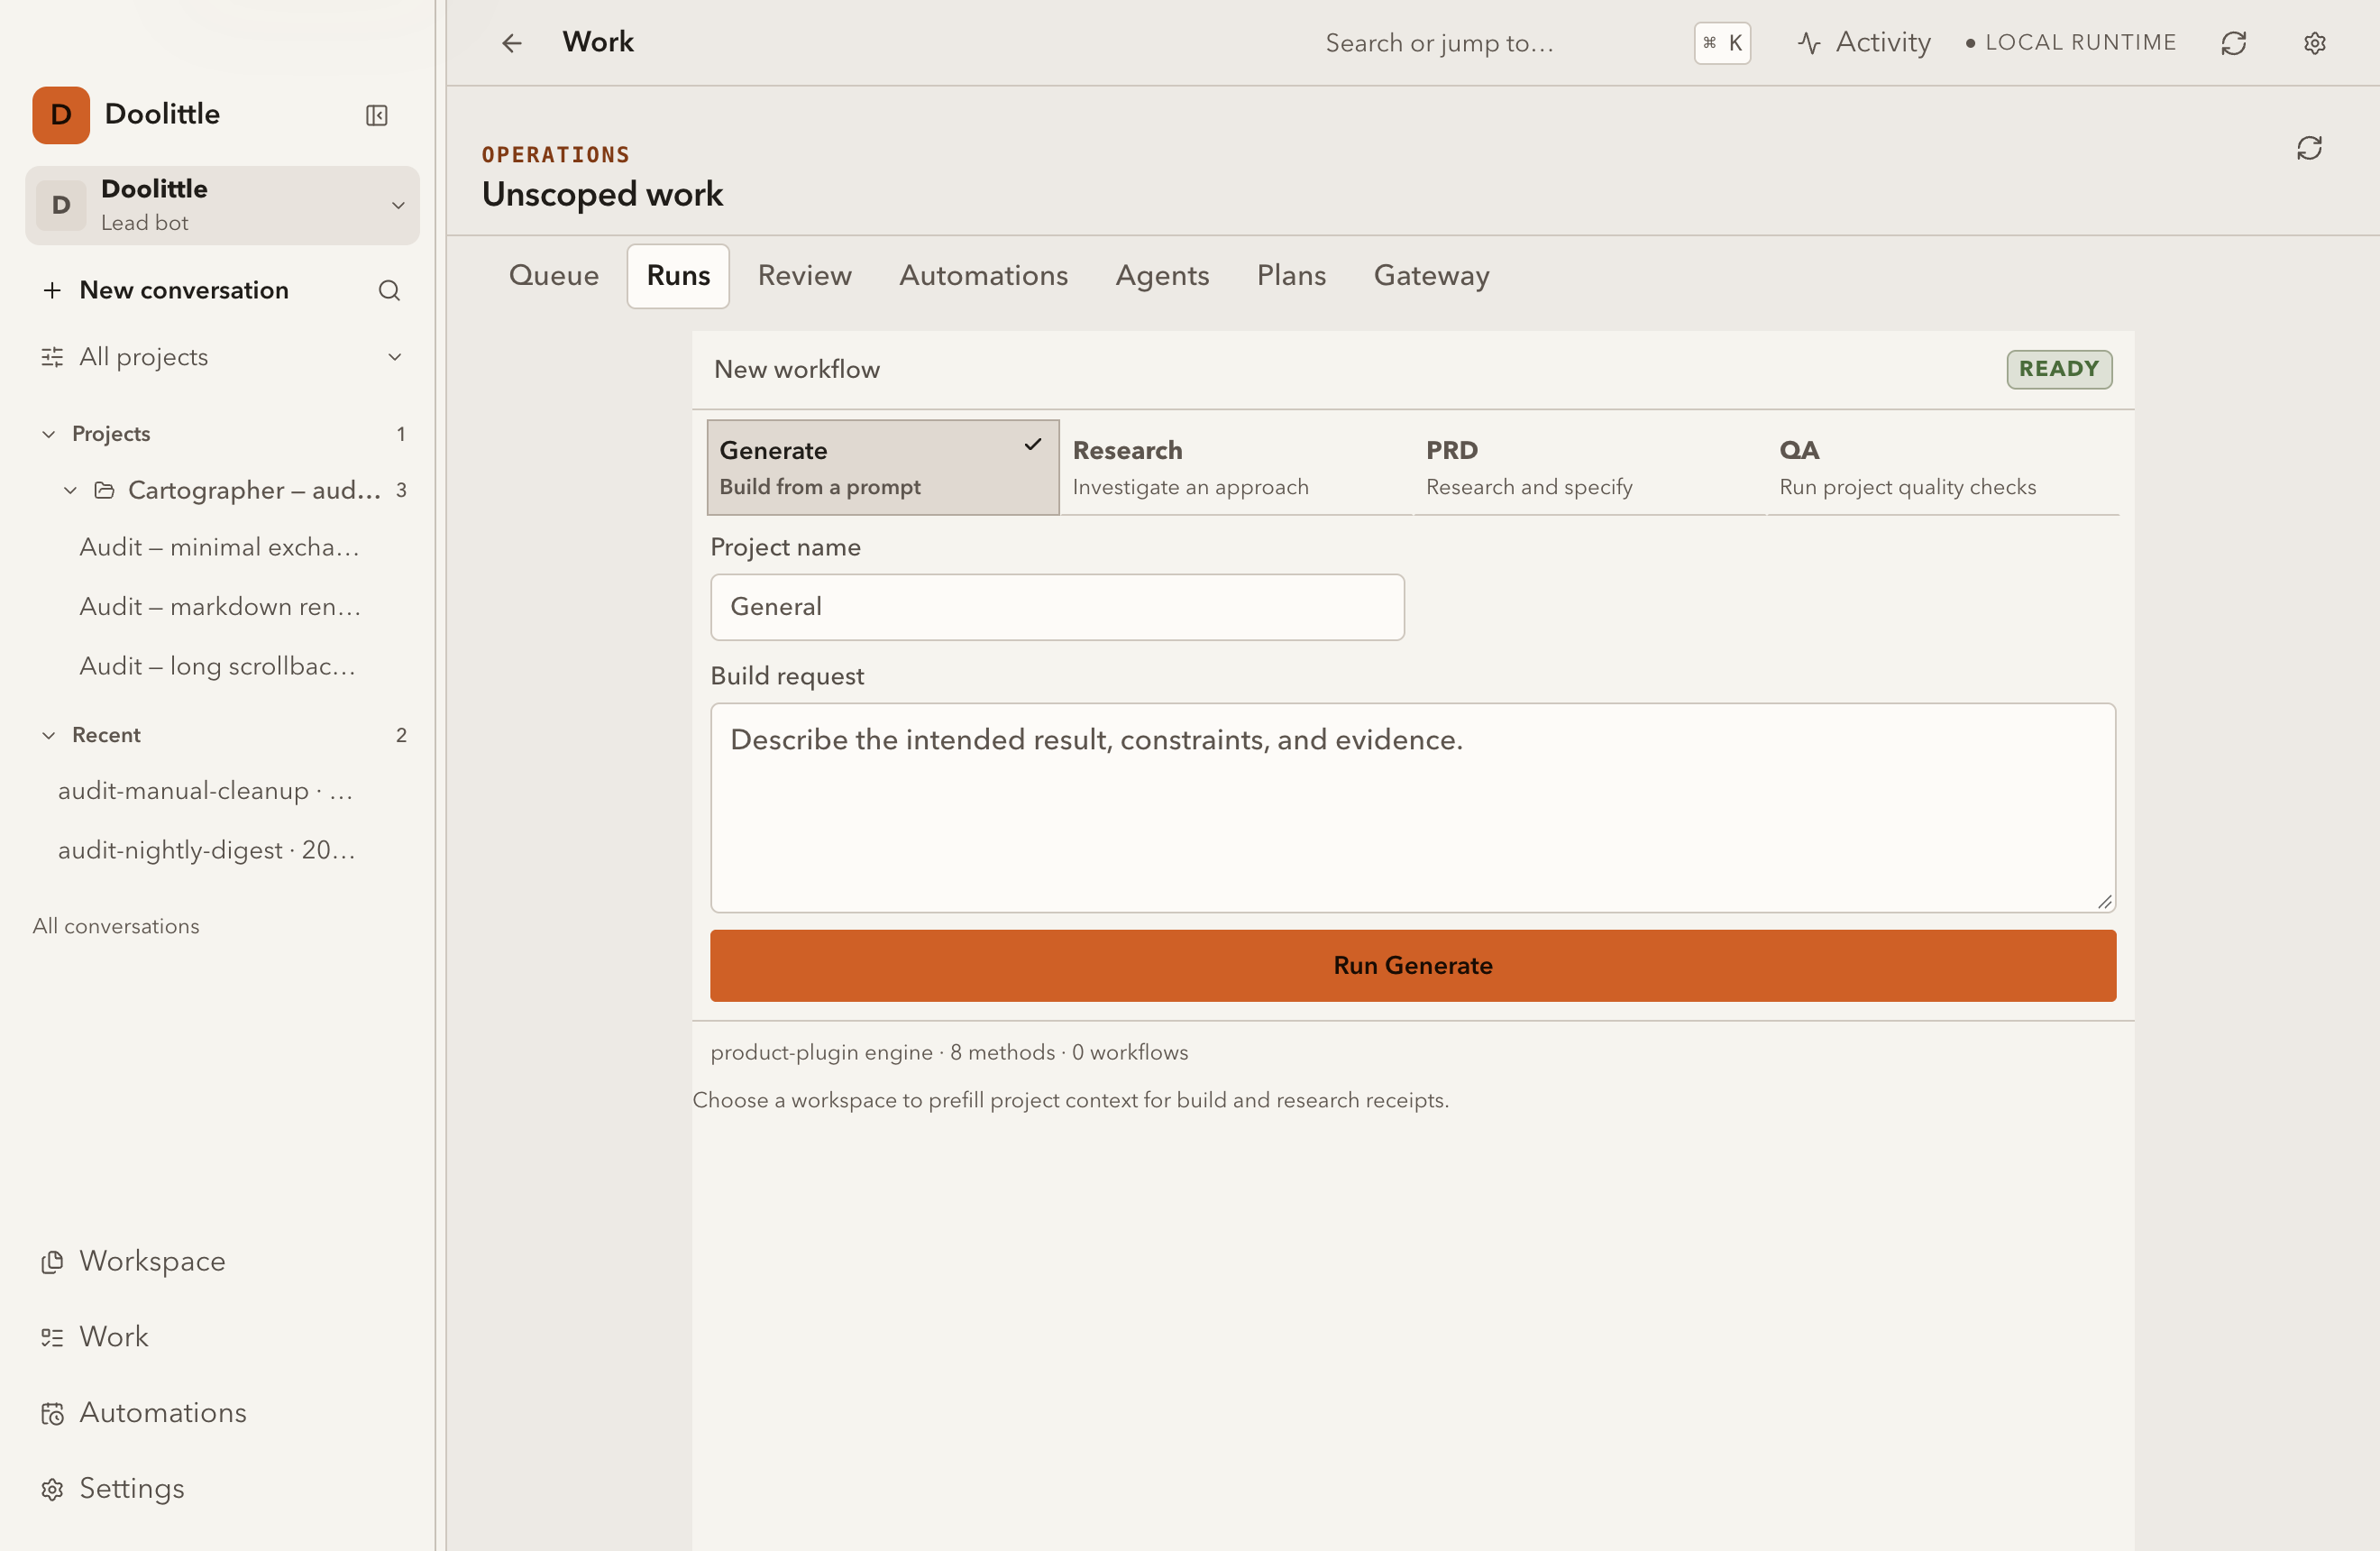 Work
Search or jump to…
⌘ K
Activity
LOCAL RUNTIME
D
Doolittle
D
Doolittle
Lead bot
New conversation
All projects
Projects
1
Cartographer – aud…
3
Audit – minimal excha…
Audit – markdown ren…
Audit – long scrollbac…
Recent
2
audit-manual-cleanup · …
audit-nightly-digest · 20…
All conversations
Workspace
Work
Automations
Settings
OPERATIONS
Unscoped work
Queue
Runs
Review
Automations
Agents
Plans
Gateway
New workflow
READY
Generate
Build from a prompt
Research
Investigate an approach
PRD
Research and specify
QA
Run project quality checks
Project name
General
Build request
Describe the intended result, constraints, and evidence.
Run Generate
product-plugin engine · 8 methods · 0 workflows
Choose a workspace to prefill project context for build and research receipts.